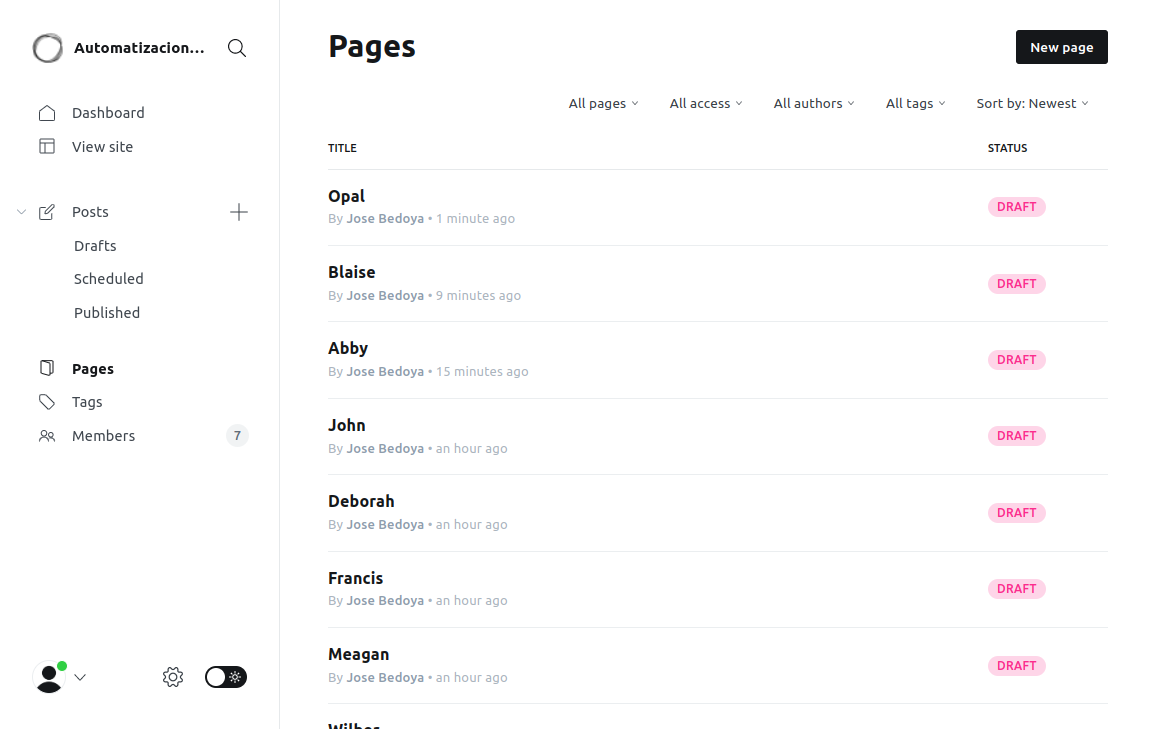 Automatizacion...
Dashboard
View site
Posts
Drafts
Scheduled
Published
Pages
Tags
Members 7
Pages
New page
All pages All access All authors All tags Sort by: Newest
TITLE STATUS
Opal
By Jose Bedoya • 1 minute ago
DRAFT
Blaise
By Jose Bedoya • 9 minutes ago
DRAFT
Abby
By Jose Bedoya • 15 minutes ago
DRAFT
John
By Jose Bedoya • an hour ago
DRAFT
Deborah
By Jose Bedoya • an hour ago
DRAFT
Francis
By Jose Bedoya • an hour ago
DRAFT
Meagan
By Jose Bedoya • an hour ago
DRAFT